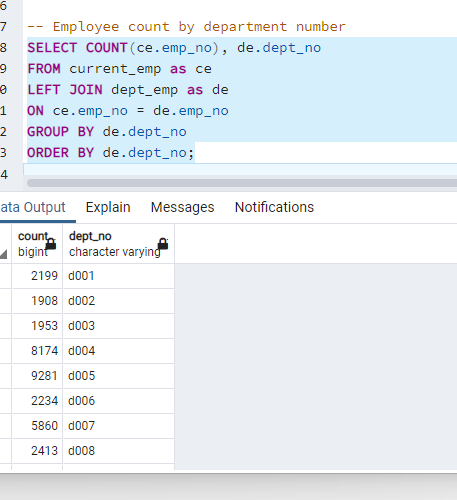 6
7 -- Employee count by department number
8 SELECT COUNT(ce.emp_no), de.dept_no
9 FROM current_emp as ce
0 LEFT JOIN dept_emp as de
1 ON ce.emp_no = de.emp_no
2 GROUP BY de.dept_no
3 ORDER BY de.dept_no;
4
ata Output Explain Messages Notifications
count dept_no
bigint character varying
2199 d001
1908 d002
1953 d003
8174 d004
9281 d005
2234 d006
5860 d007
2413 d008